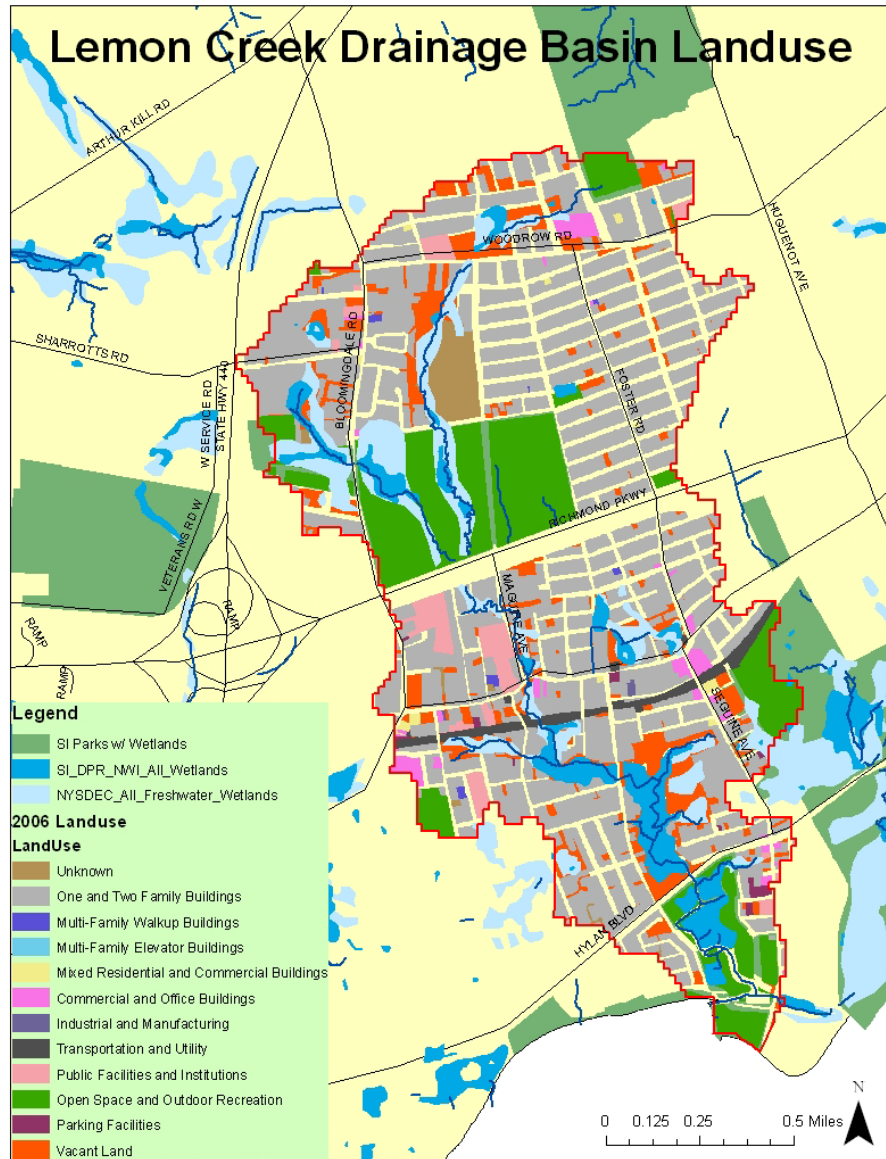 Lemon Creek Drainage Basin Landuse
ARTHUR KILL RD
HUGUENOT AVE
WOODROW RD
SHARROTTS RD
BLOOMINGDALE RD
W SERVICE RD
STATE HWY 440
FOSTER RD
VETERANS RD W
RICHMOND PKWY
RAMP
RAMP
RAMP
MAGUIRE AVE
SEGUINE AVE
HYLAN BLVD
Legend
SI Parks w/ Wetlands
SI_DPR_NWI_All_Wetlands
NYSDEC_All_Freshwater_Wetlands
2006 Landuse
LandUse
Unknown
One and Two Family Buildings
Multi-Family Walkup Buildings
Multi-Family Elevator Buildings
Mixed Residential and Commercial Buildings
Commercial and Office Buildings
Industrial and Manufacturing
Transportation and Utility
Public Facilities and Institutions
Open Space and Outdoor Recreation
Parking Facilities
Vacant Land
N
0 0.125 0.25 0.5 Miles